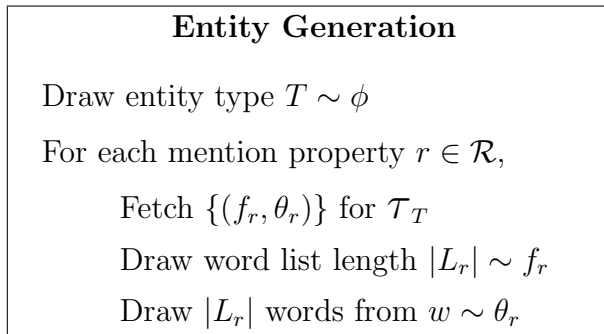 Entity Generation
Draw entity type T ∼ ϕ
For each mention property r ∈ ℛ,
Fetch {(f_r, θ_r)} for τ_T
Draw word list length |L_r| ∼ f_r
Draw |L_r| words from w ∼ θ_r